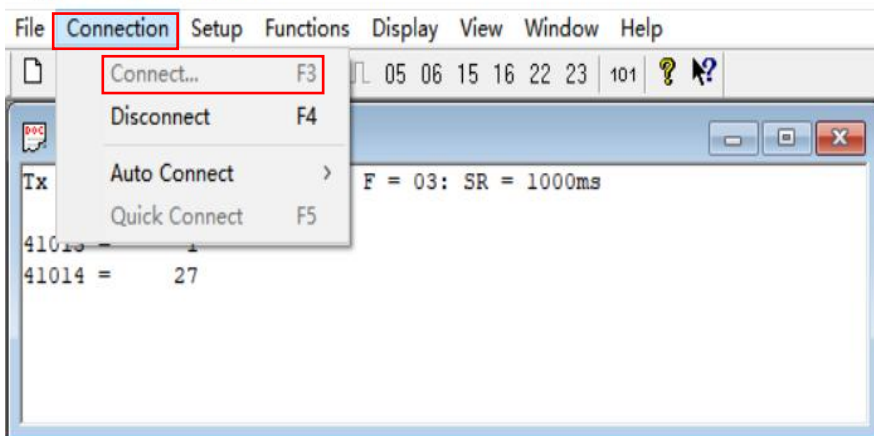 File Connection Setup Functions Display View Window Help
Connect... F3
05 06 15 16 22 23 101
Disconnect F4
Auto Connect >
Quick Connect F5
Tx F = 03: SR = 1000ms
41014 = 27